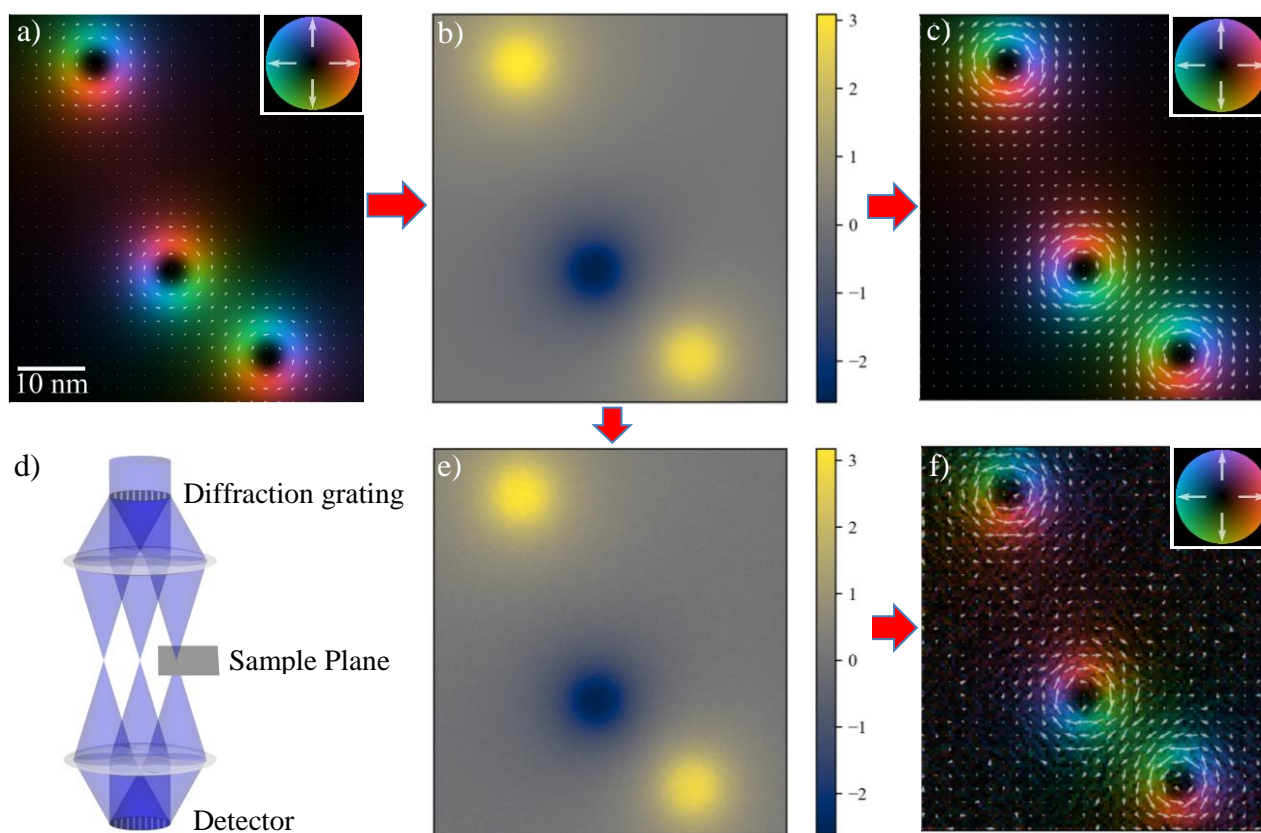 a)
10 nm
b)
3
2
1
0
−1
−2
c)
d)
Diffraction grating
Sample Plane
Detector
e)
3
2
1
0
−1
−2
f)